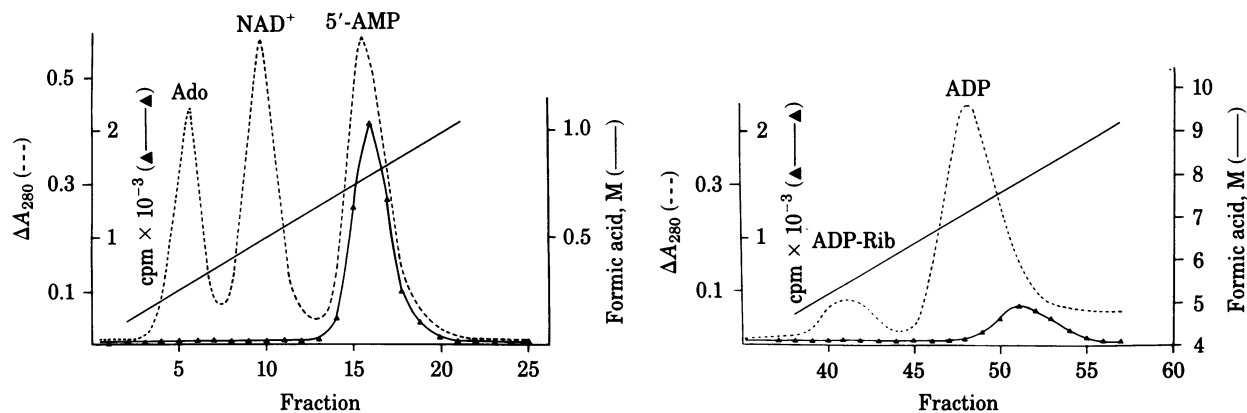 Ado
NAD⁺
5′-AMP
0.5
0.3
0.1
ΔA₂₈₀ (---)
2
1
cpm × 10⁻³ (▲——▲)
1.0
0.5
Formic acid, M (——)
5
10
15
20
25
Fraction
ADP-Rib
ADP
0.3
0.1
ΔA₂₈₀ (---)
2
1
cpm × 10⁻³ (▲——▲)
10
9
8
7
6
5
4
Formic acid, M (——)
40
45
50
55
60
Fraction